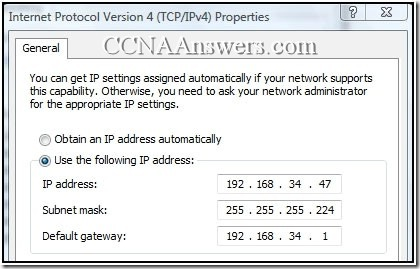 Internet Protocol Version 4 (TCP/IPv4) Properties
?
X
General
CCNAAnswers.com
You can get IP settings assigned automatically if your network supports
this capability. Otherwise, you need to ask your network administrator
for the appropriate IP settings.
Obtain an IP address automatically
Use the following IP address:
IP address: 192 . 168 . 34 . 47
Subnet mask: 255 . 255 . 255 . 224
Default gateway: 192 . 168 . 34 . 1